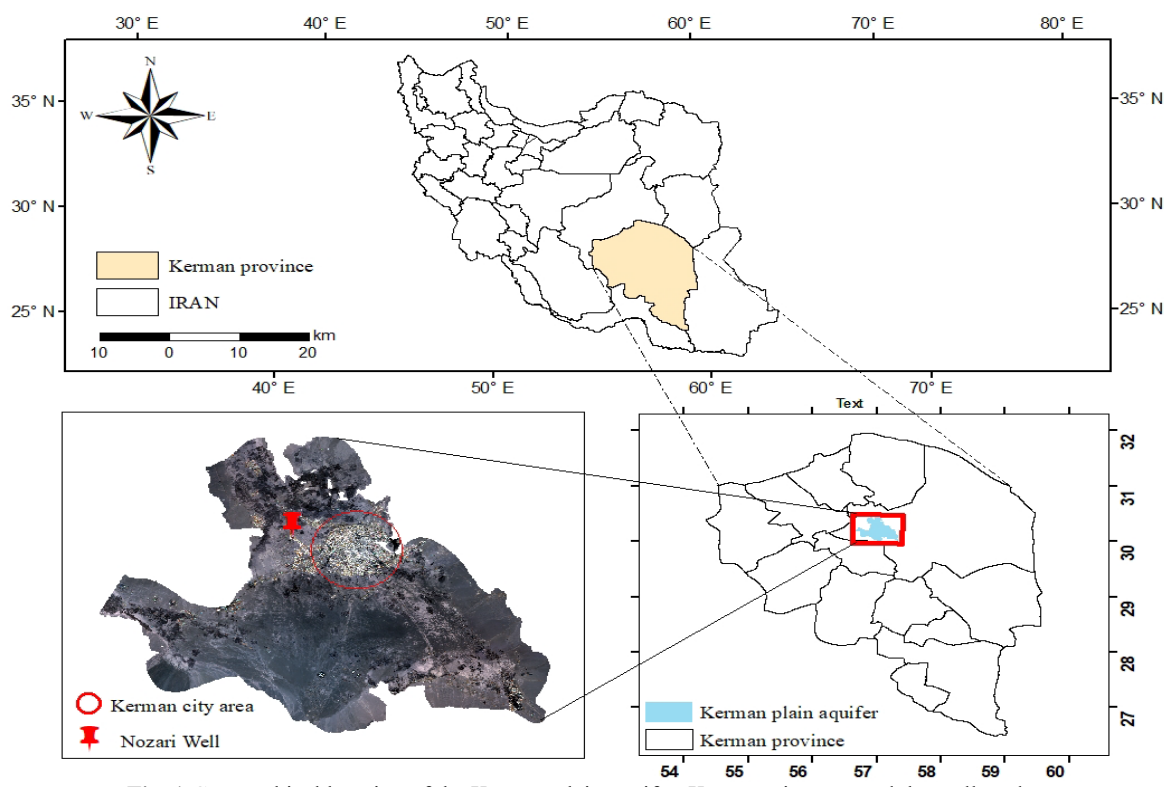 30° E 40° E 50° E 60° E 70° E 80° E
N
W E
S
35° N 35° N
30° N 30° N
25° N 25° N
Kerman province
IRAN
km
10 0 10 20
40° E 50° E 60° E 70° E
Text
Kerman city area
Nozari Well
32
31
30
29
28
27
Kerman plain aquifer
Kerman province
54 55 56 57 58 59 60